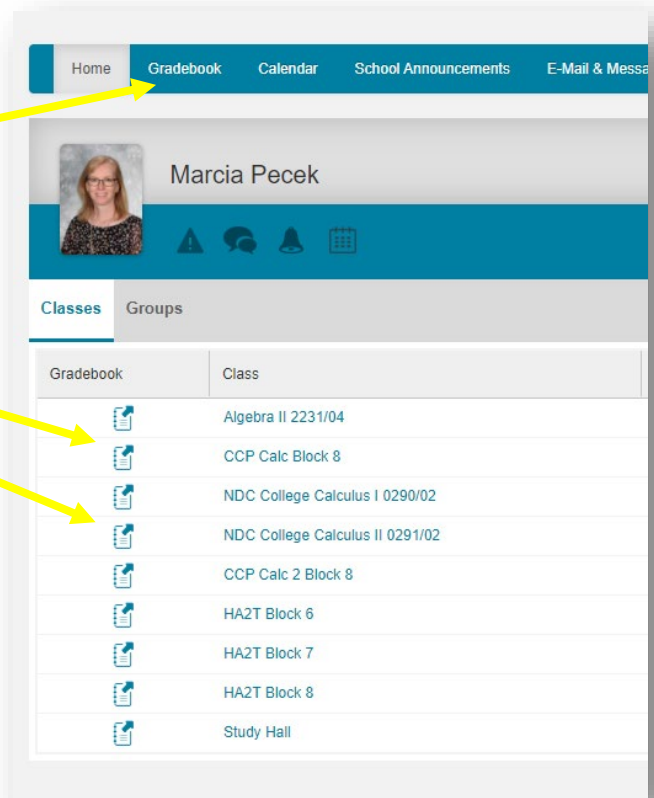 Home Gradebook Calendar School Announcements E-Mail & Messa
Marcia Pecek
Classes Groups
Gradebook Class
Algebra II 2231/04
CCP Calc Block 8
NDC College Calculus I 0290/02
NDC College Calculus II 0291/02
CCP Calc 2 Block 8
HA2T Block 6
HA2T Block 7
HA2T Block 8
Study Hall